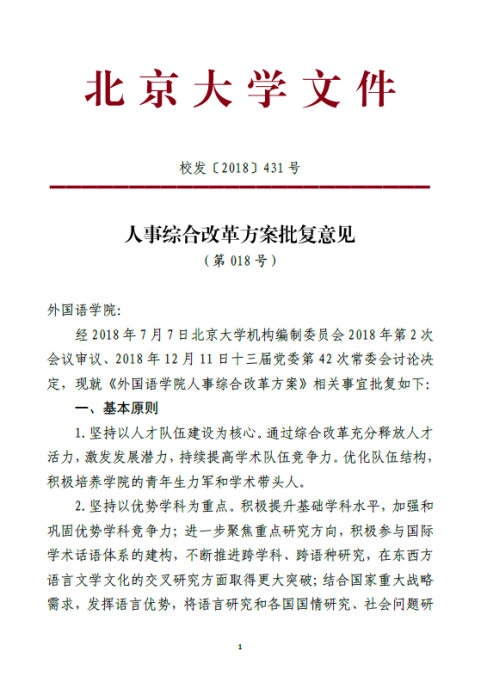 北京大学文件
校发〔2018〕431 号
人事综合改革方案批复意见
（第 018 号）
外国语学院：
经 2018 年 7 月 7 日北京大学机构编制委员会 2018 年第 2 次
会议审议、2018 年 12 月 11 日十三届党委第 42 次常委会讨论决
定，现就《外国语学院人事综合改革方案》相关事宜批复如下：
一、基本原则
1. 坚持以人才队伍建设为核心。通过综合改革充分释放人才
活力，激发发展潜力，持续提高学术队伍竞争力。优化队伍结构，
积极培养学院的青年生力军和学术带头人。
2. 坚持以优势学科为重点。积极提升基础学科水平，加强和
巩固优势学科竞争力；进一步聚焦重点研究方向，积极参与国际
学术话语体系的建构，不断推进跨学科、跨语种研究，在东西方
语言文学文化的交叉研究方面取得更大突破；结合国家重大战略
需求，发挥语言优势，将语言研究和各国国情研究、社会问题研
1